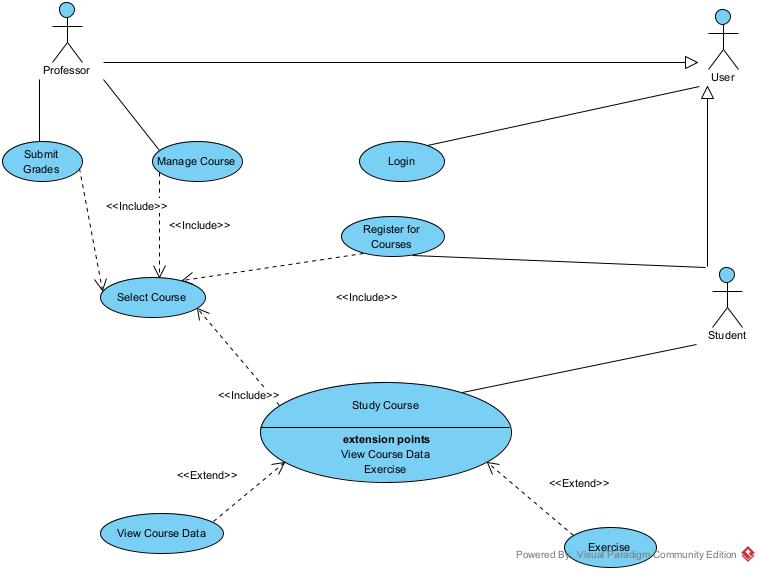 Professor
User
Submit
Grades
Manage Course
Login
<<Include>>
<<Include>>
Register for
Courses
Select Course
<<Include>>
Student
<<Include>>
Study Course
extension points
View Course Data
Exercise
<<Extend>>
<<Extend>>
View Course Data
Exercise
Powered By: Visual Paradigm Community Edition